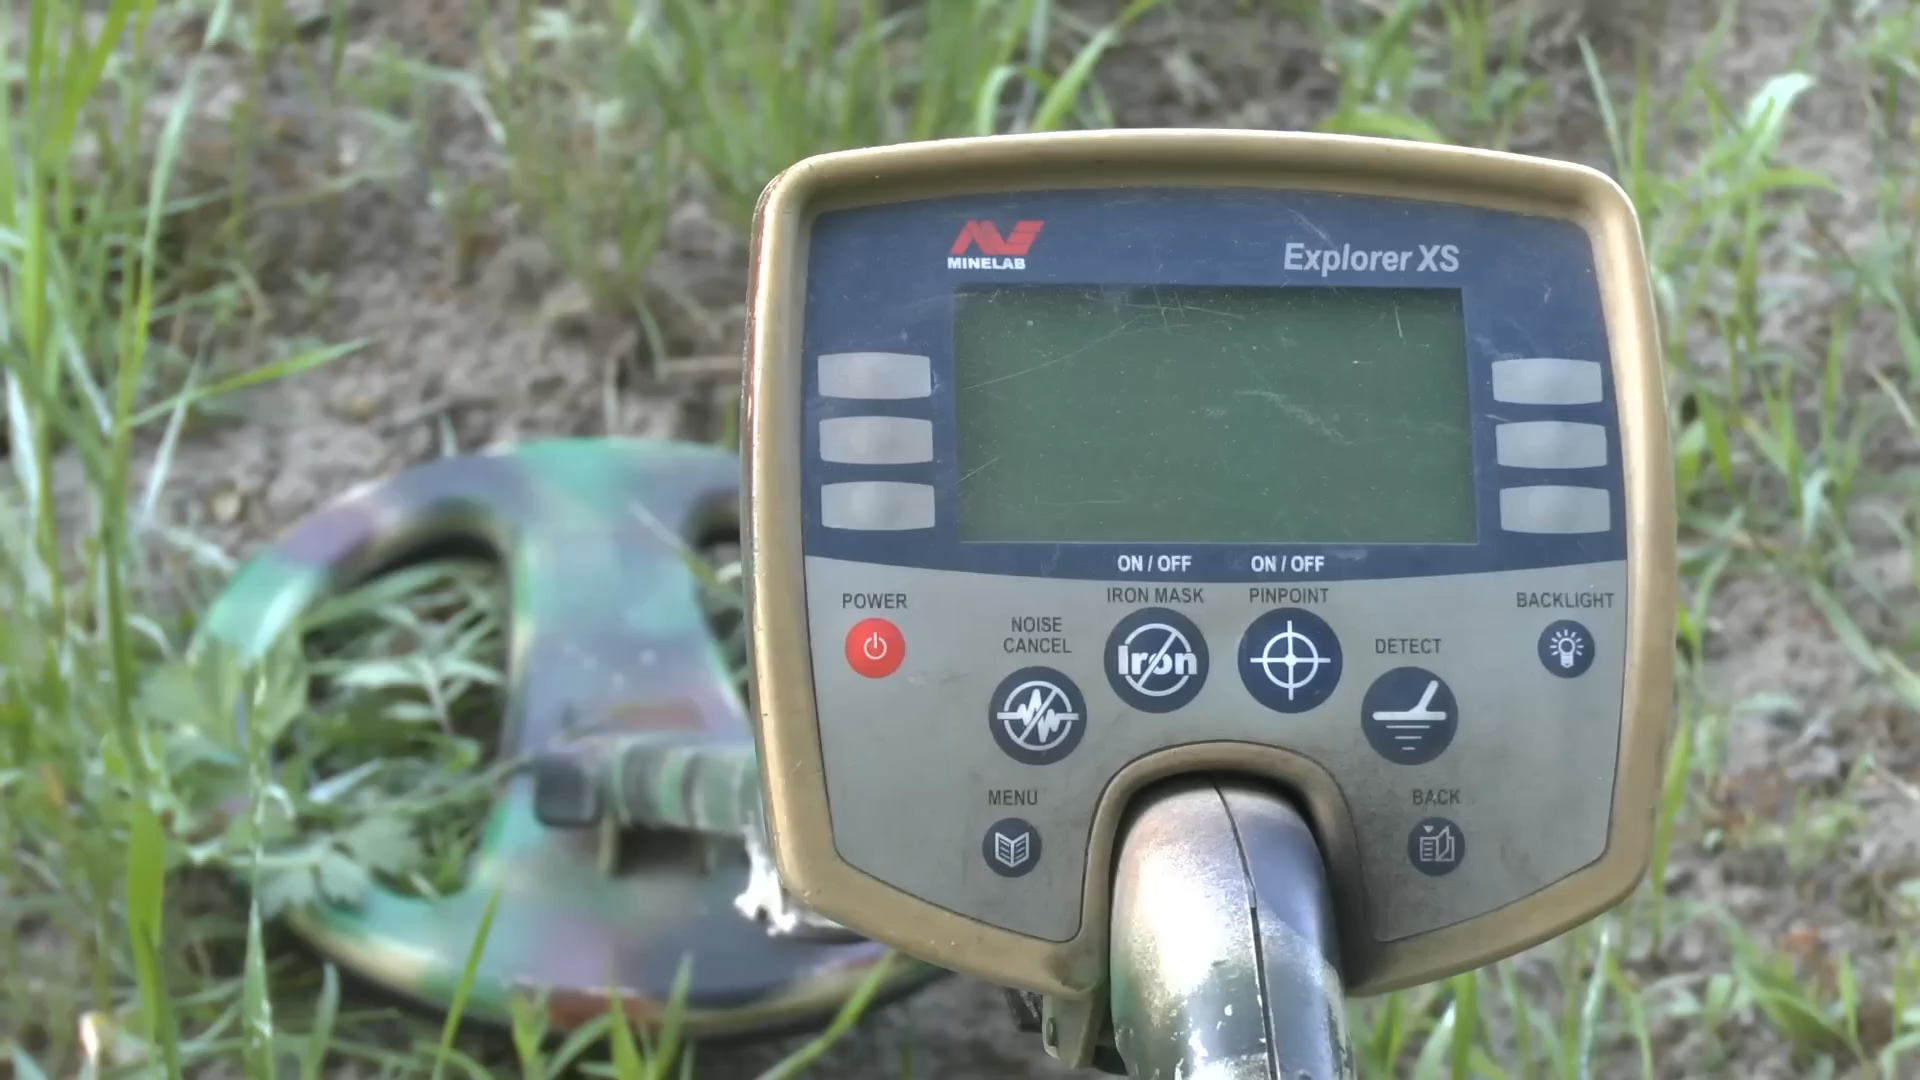 MINELAB
Explorer XS
ON / OFF
ON / OFF
POWER
IRON MASK
PINPOINT
BACKLIGHT
NOISE
CANCEL
DETECT
Iron
MENU
BACK